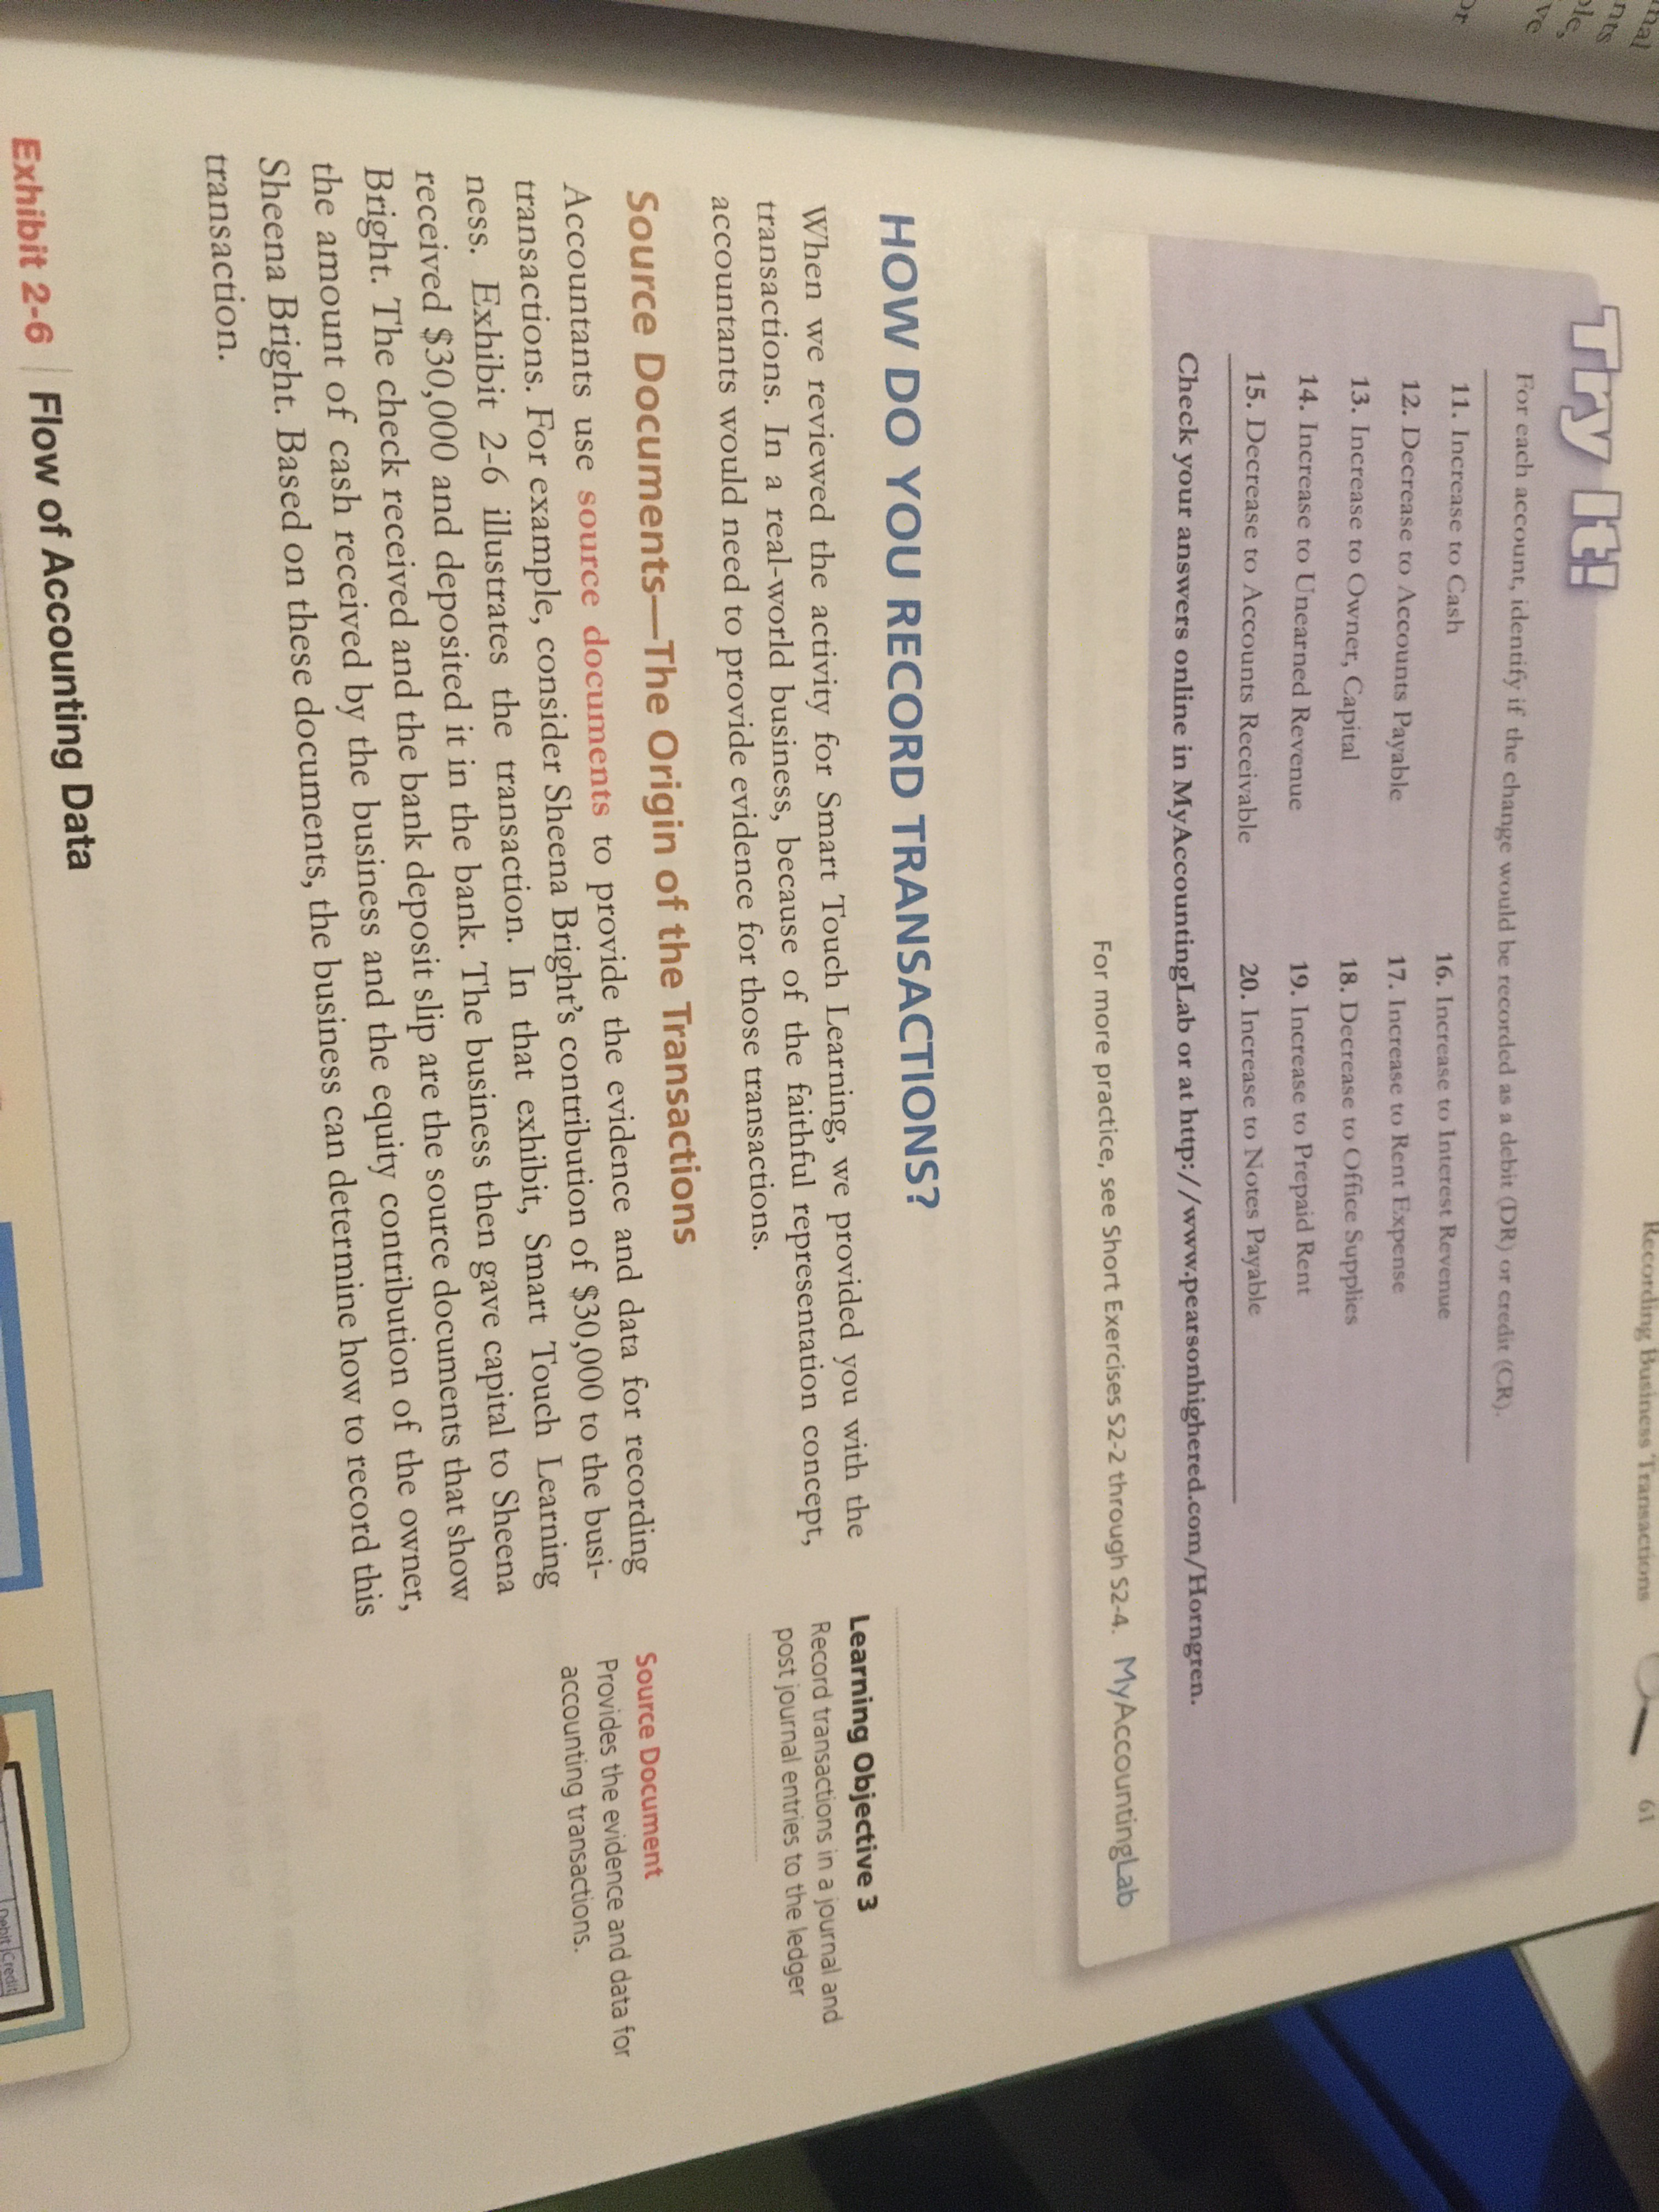 Recording Business Transactions 61
Try It!
For each account, identify if the change would be recorded as a debit (DR) or credit (CR).
11. Increase to Cash
12. Decrease to Accounts Payable
13. Increase to Owner, Capital
14. Increase to Unearned Revenue
15. Decrease to Accounts Receivable
16. Increase to Interest Revenue
17. Increase to Rent Expense
18. Decrease to Office Supplies
19. Increase to Prepaid Rent
20. Increase to Notes Payable
Check your answers online in MyAccountingLab or at http://www.pearsonhighered.com/Horngren.
For more practice, see Short Exercises S2-2 through S2-4. MyAccountingLab
HOW DO YOU RECORD TRANSACTIONS?
When we reviewed the activity for Smart Touch Learning, we provided you with the
transactions. In a real-world business, because of the faithful representation concept,
accountants would need to provide evidence for those transactions.
Learning Objective 3
Record transactions in a journal and
post journal entries to the ledger
Source Documents—The Origin of the Transactions
Accountants use source documents to provide the evidence and data for recording
transactions. For example, consider Sheena Bright's contribution of $30,000 to the busi-
ness. Exhibit 2-6 illustrates the transaction. In that exhibit, Smart Touch Learning
received $30,000 and deposited it in the bank. The business then gave capital to Sheena
Bright. The check received and the bank deposit slip are the source documents that show
the amount of cash received by the business and the equity contribution of the owner,
Sheena Bright. Based on these documents, the business can determine how to record this
transaction.
Source Document
Provides the evidence and data for
accounting transactions.
Exhibit 2-6 Flow of Accounting Data
Debit Credit